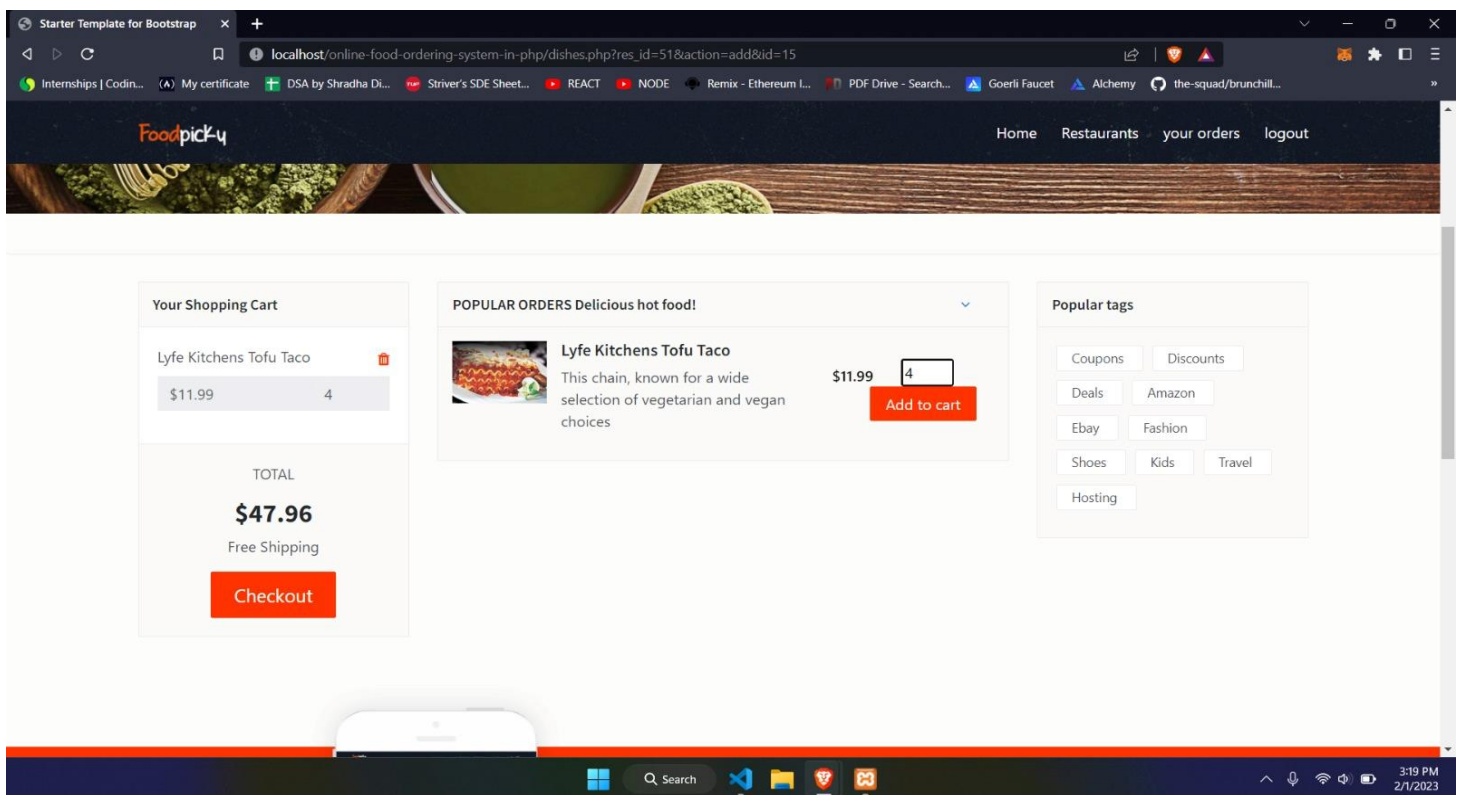 Starter Template for Bootstrap
localhost/online-food-ordering-system-in-php/dishes.php?res_id=51&action=add&id=15
Internships | Codin... My certificate DSA by Shradha Di... Striver's SDE Sheet... REACT NODE Remix - Ethereum I... PDF Drive - Search... Goerli Faucet Alchemy the-squad/brunchill... »
Foodpicky Home Restaurants your orders logout
Your Shopping Cart
Lyfe Kitchens Tofu Taco
$11.99 4
TOTAL
$47.96
Free Shipping
Checkout
POPULAR ORDERS Delicious hot food!
Lyfe Kitchens Tofu Taco
This chain, known for a wide
selection of vegetarian and vegan
choices
$11.99 4
Add to cart
Popular tags
Coupons Discounts
Deals Amazon
Ebay Fashion
Shoes Kids Travel
Hosting
Search
3:19 PM
2/1/2023